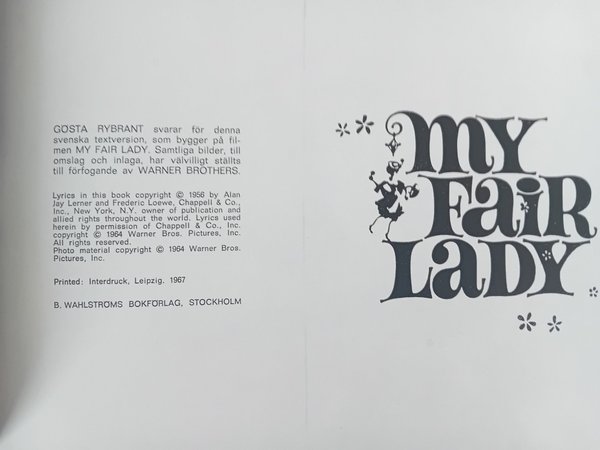 GÖSTA RYBRANT svarar för denna
svenska textversion, som bygger på fil-
men MY FAIR LADY. Samtliga bilder, till
omslag och inlaga, har välvilligt ställts
till förfogande av WARNER BROTHERS.
Lyrics in this book copyright © 1956 by Alan
Jay Lerner and Frederic Loewe, Chappell & Co.,
Inc., New York, N.Y. owner of publication and
allied rights throughout the world. Lyrics used
herein by permission of Chappell & Co., Inc.
copyright © 1964 Warner Bros. Pictures, Inc.
All rights reserved.
Photo material copyright © 1964 Warner Bros.
Pictures, Inc.
Printed: Interdruck, Leipzig. 1967
B. WAHLSTRÖMS BOKFÖRLAG, STOCKHOLM
MY
FAiR
LADY